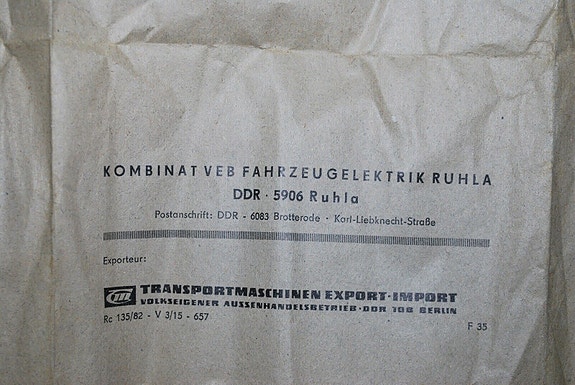 KOMBINAT VEB FAHRZEUGELEKTRIK RUHLA
DDR · 5906 Ruhla
Postanschrift: DDR - 6083 Brotterode · Karl-Liebknecht-Straße
Exporteur:
TRANSPORTMASCHINEN EXPORT-IMPORT
VOLKSEIGENER AUSSENHANDELSBETRIEB · DDR 108 BERLIN
Rc 135/82 - V 3/15 - 657
F 35